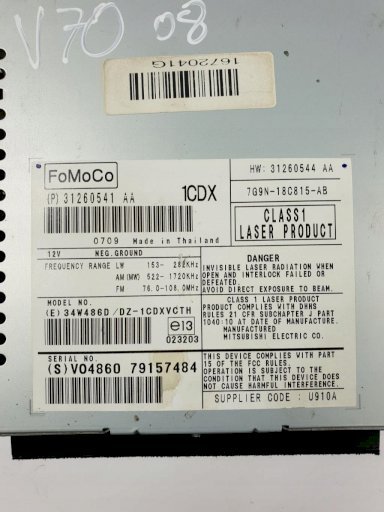 V70 08
1672041G
FoMoCo
(P) 31260541 AA
1CDX
HW: 31260544 AA
7G9N-18C815-AB
CLASS1
LASER PRODUCT
0709 Made in Thailand
12V NEG.GROUND
FREQUENCY RANGE LW 153- 282KHz
AM(MW) 522-1720KHz
FM 76.0-108.0MHz
DANGER
INVISIBLE LASER RADIATION WHEN
OPEN AND INTERLOCK FAILED OR
DEFEATED
AVOID DIRECT EXPOSURE TO BEAM.
MODEL NO.
(E) 34W486D/DZ-1CDXVCTH
e13
023203
CLASS 1 LASER PRODUCT
PRODUCT COMPLIES WITH DHHS
RULES 21 CFR SUBCHAPTER J PART
1040:10 AT DATE OF MANUFACTURE
MANUFACTURED
MITSUBISHI ELECTRIC CO.
SERIAL NO.
(S)V04860 79157484
THIS DEVICE COMPLIES WITH PART
15 OF THE FCC RULES.
OPERATION IS SUBJECT TO THE
CONDITION THAT THIS DEVICE DOES
NOT CAUSE HARMFUL INTERFERENCE.
SUPPLIER CODE : U910A